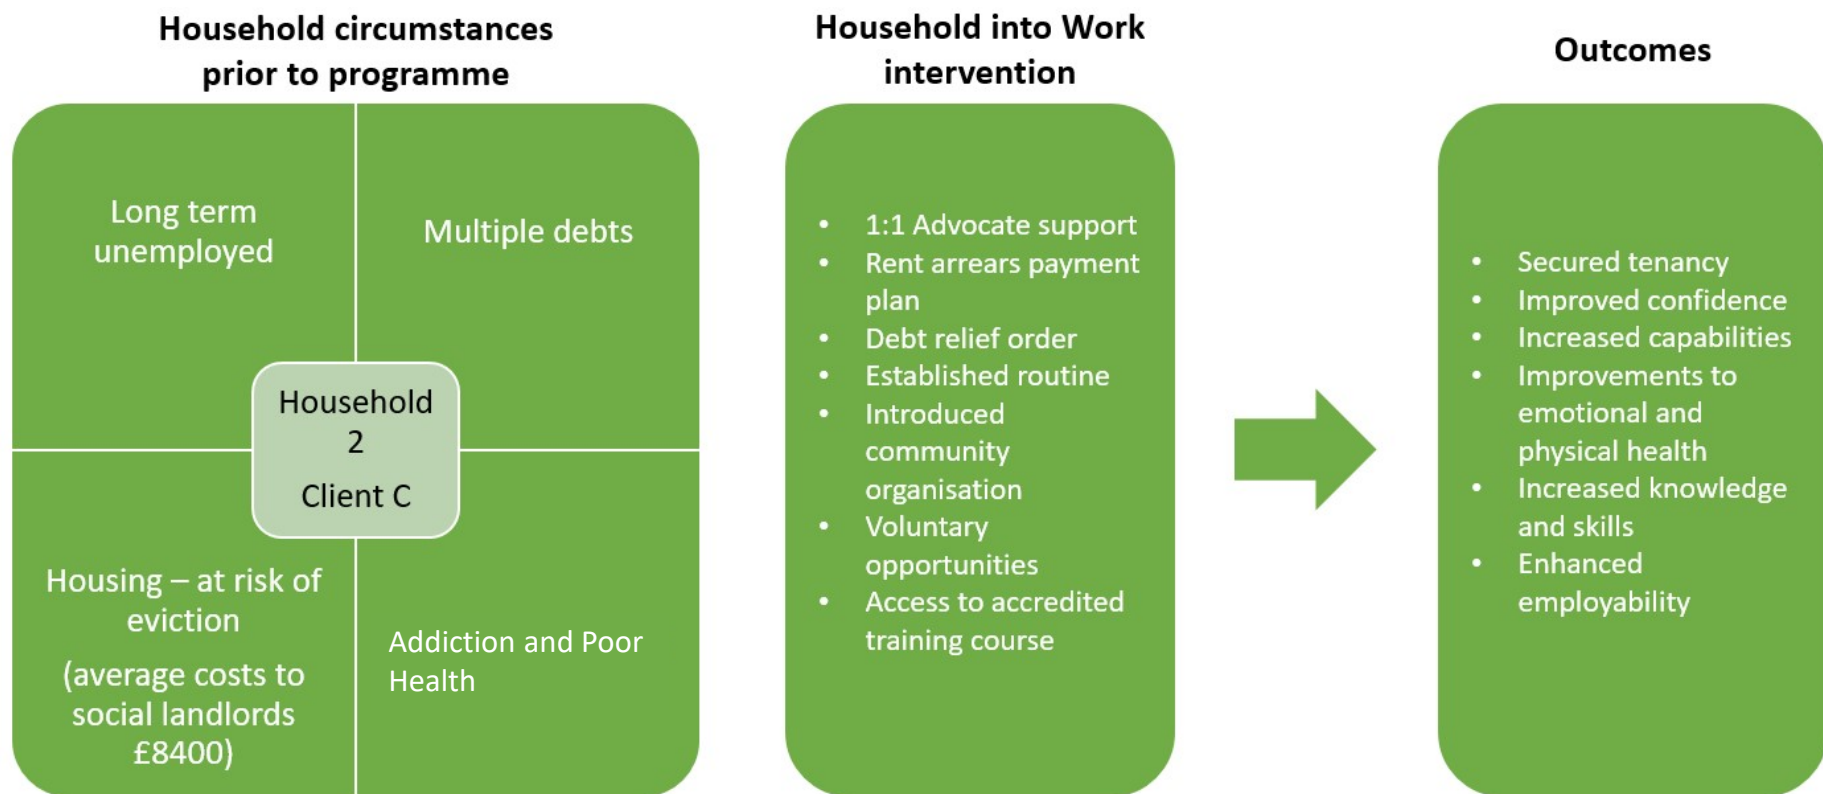 Household circumstances
prior to programme
Long term
unemployed
Multiple debts
Household
2
Client C
Housing – at risk of
eviction
(average costs to
social landlords
£8400)
Addiction and Poor
Health
Household into Work
intervention
• 1:1 Advocate support
• Rent arrears payment
plan
• Debt relief order
• Established routine
• Introduced
community
organisation
• Voluntary
opportunities
• Access to accredited
training course
Outcomes
• Secured tenancy
• Improved confidence
• Increased capabilities
• Improvements to
emotional and
physical health
• Increased knowledge
and skills
• Enhanced
employability